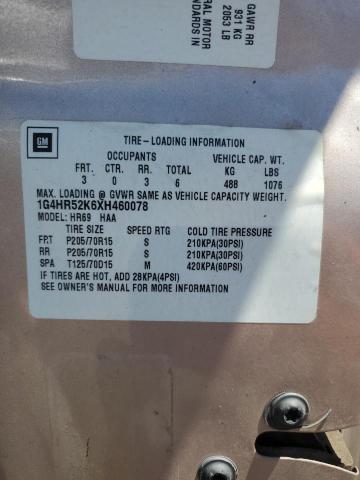 GAWR RR
931 KG
2053 LB
RAL MOTOR
ANDARDS IN
GM
TIRE-LOADING INFORMATION
OCCUPANTS VEHICLE CAP. WT.
FRT. CTR. RR. TOTAL KG LBS
3 0 3 6 488 1076
MAX. LOADING @ GVWR SAME AS VEHICLE CAPACITY WEIGHT.
1G4HR52K6XH460078
MODEL: HR69 HAA
TIRE SIZE SPEED RTG COLD TIRE PRESSURE
FRT P205/70R15 S 210KPA(30PSI)
RR P205/70R15 S 210KPA(30PSI)
SPA T125/70D15 M 420KPA(60PSI)
IF TIRES ARE HOT, ADD 28KPA(4PSI)
SEE OWNER'S MANUAL FOR MORE INFORMATION